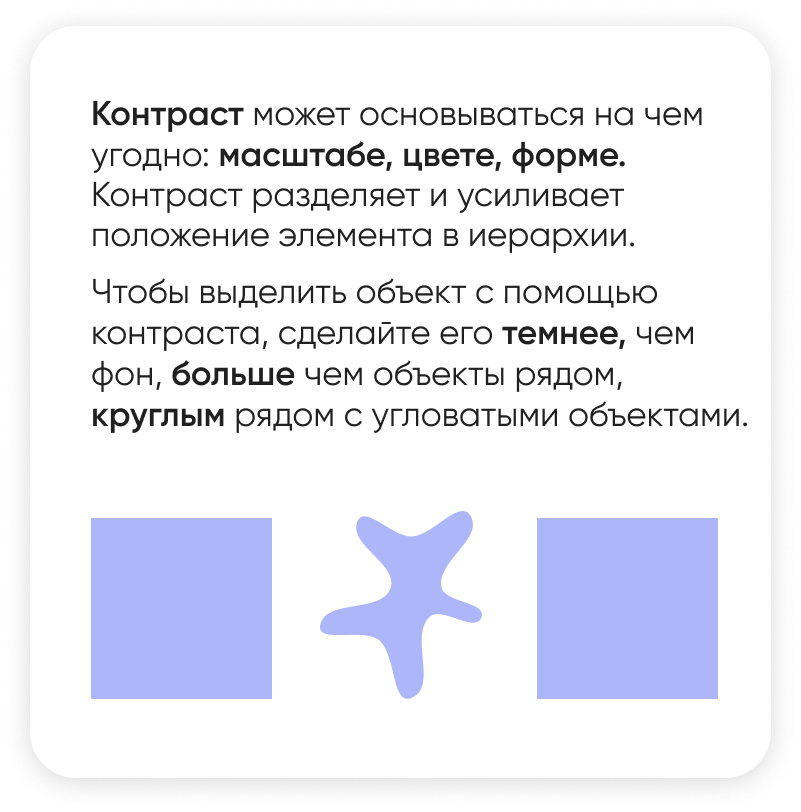 Контраст может основываться на чем
угодно: масштабе, цвете, форме.
Контраст разделяет и усиливает
положение элемента в иерархии.
Чтобы выделить объект с помощью
контраста, сделайте его темнее, чем
фон, больше чем объекты рядом,
круглым рядом с угловатыми объектами.